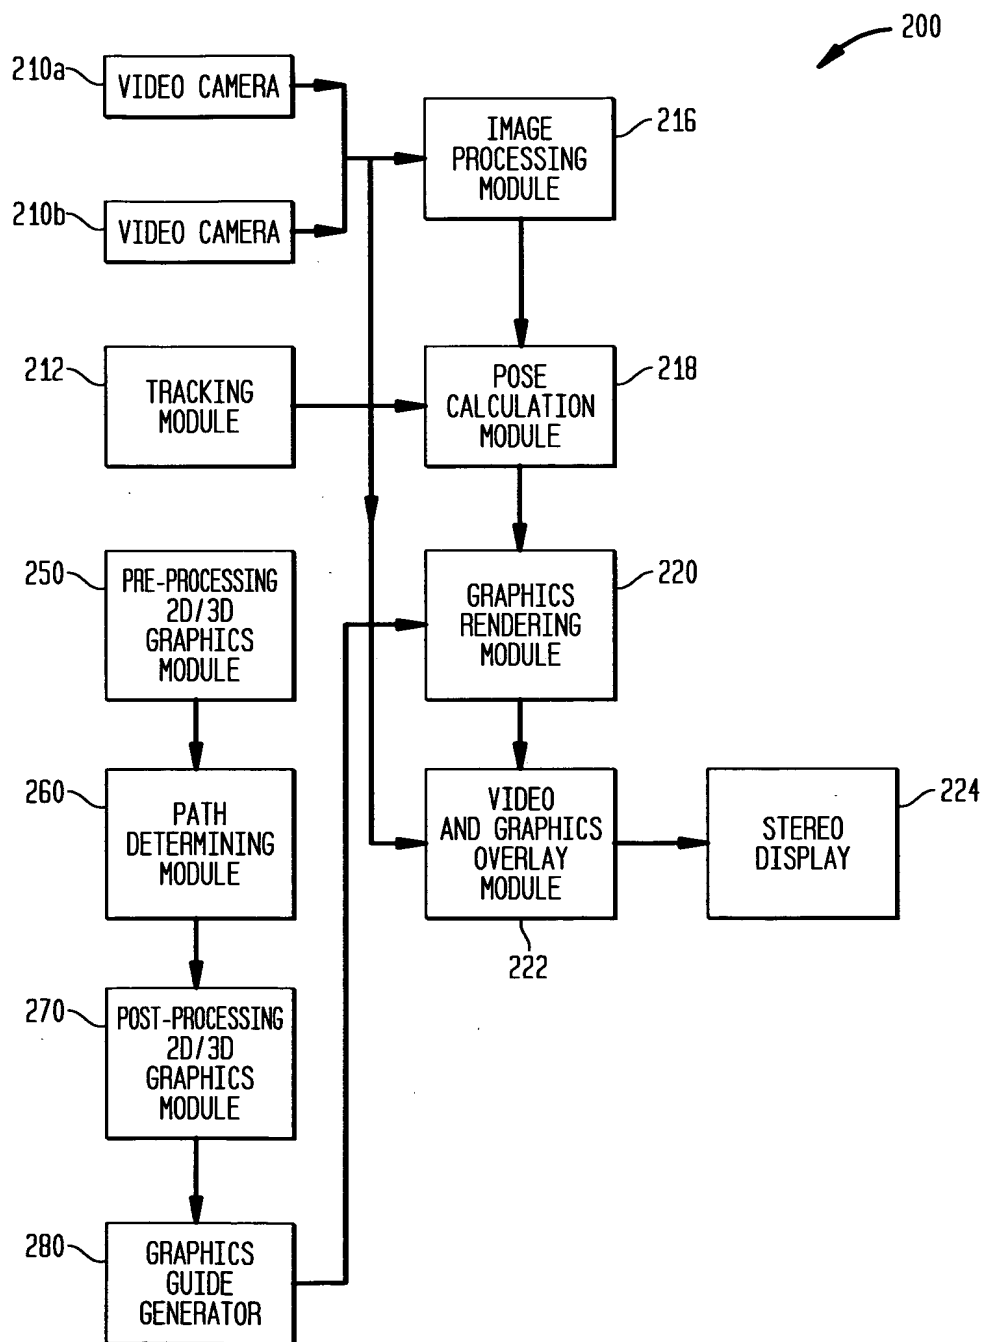 200
210a
VIDEO CAMERA
216
IMAGE
PROCESSING
MODULE
210b
VIDEO CAMERA
212
TRACKING
MODULE
218
POSE
CALCULATION
MODULE
250
PRE-PROCESSING
2D/3D
GRAPHICS
MODULE
220
GRAPHICS
RENDERING
MODULE
260
PATH
DETERMINING
MODULE
VIDEO
AND GRAPHICS
OVERLAY
MODULE
222
224
STEREO
DISPLAY
270
POST-PROCESSING
2D/3D
GRAPHICS
MODULE
280
GRAPHICS
GUIDE
GENERATOR